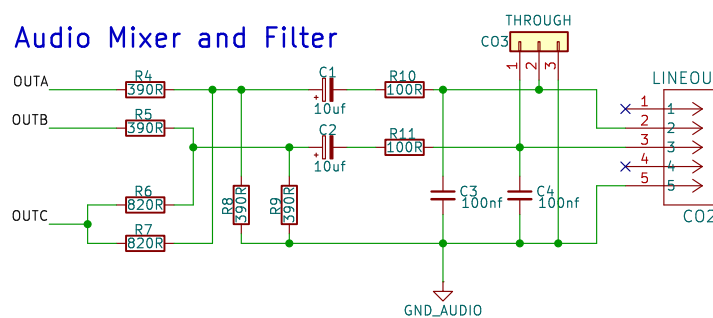 THROUGH
Audio Mixer and Filter
CO3
1 2 3
LINEOU
OUTA
R4
390R
C1
+
10uf
R10
100R
1 1
OUTB
R5
390R
2 2
C2
+
10uf
R11
100R
3 3
4 4
5 5
R6
820R
R8
390R
R9
390R
C3
100nf
C4
100nf
CO2
OUTC
R7
820R
GND_AUDIO